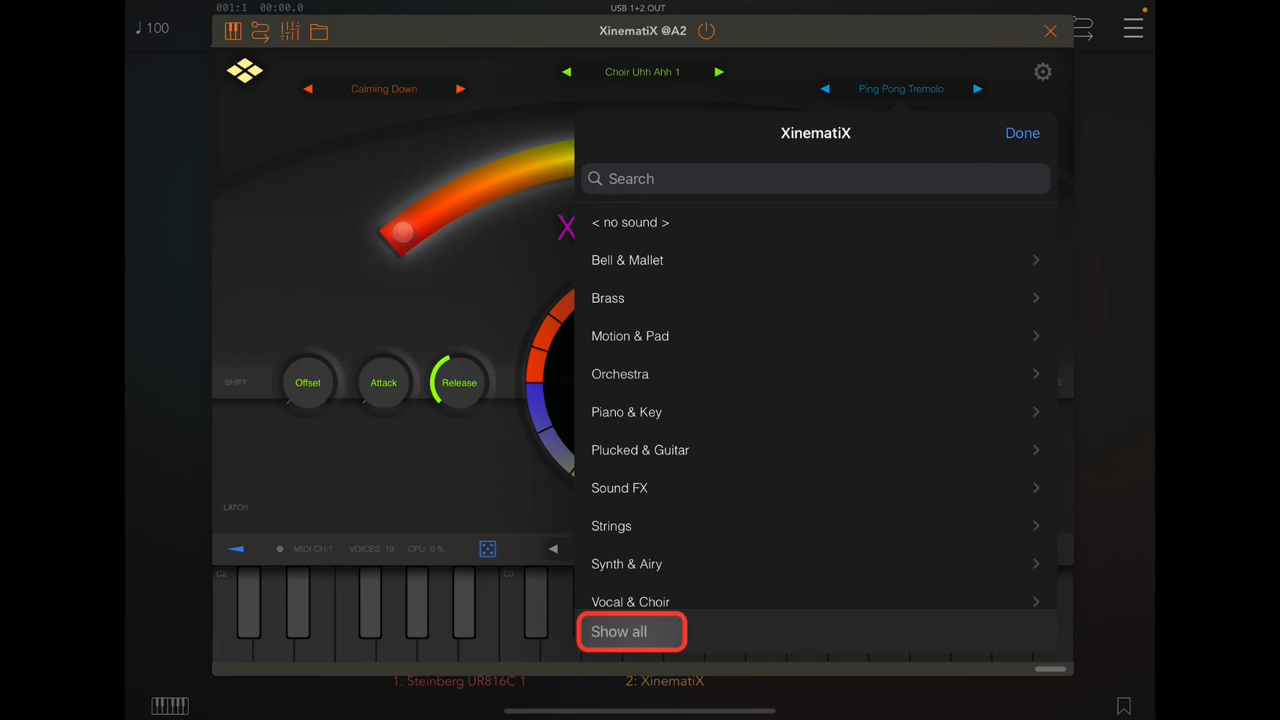 001:1 00:00.0
USB 1+2 OUT
♩ 100
XinematiX @A2
Choir Uhh Ahh 1
Calming Down
Ping Pong Tremolo
XinematiX
Done
Search
< no sound >
Bell & Mallet
Brass
Motion & Pad
Orchestra
Piano & Key
Plucked & Guitar
Sound FX
Strings
Synth & Airy
Vocal & Choir
Show all
X
SHIFT
Offset
Attack
Release
E
LATCH
MIDI CH 1
VOICES: 19
CPU: 0 %
C2
C3
1: Steinberg UR816C 1
2: XinematiX